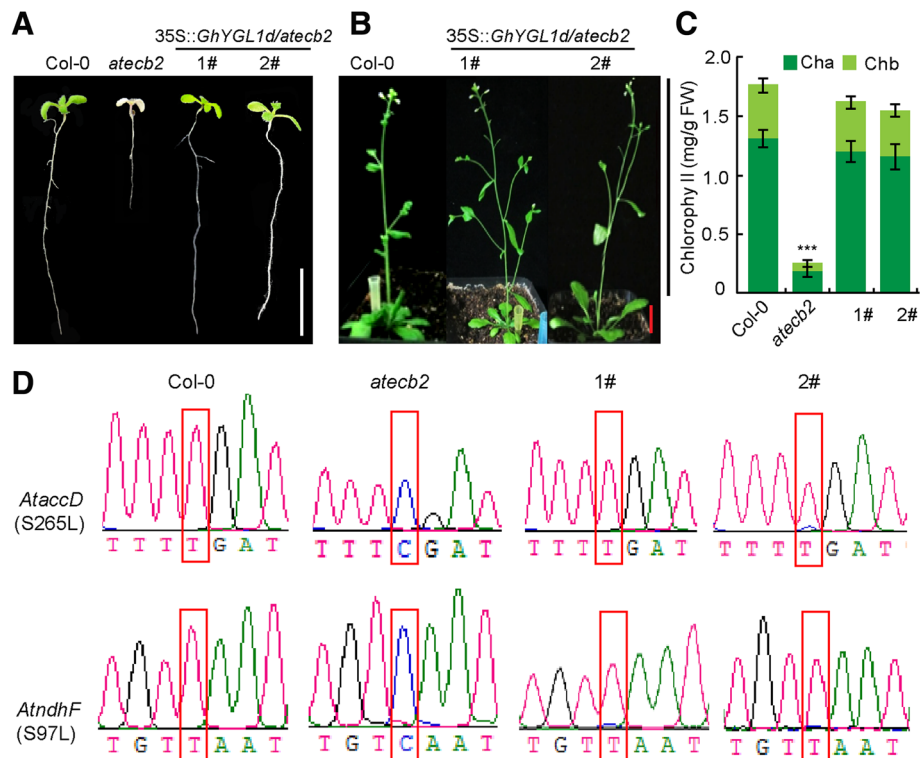 A
35S::GhYGL1d/atecb2
Col-0 atecb2 1# 2#
B
35S::GhYGL1d/atecb2
Col-0 1# 2#
C
Cha Chb
Chlorophy II (mg/g FW)
2.0
1.5
1.0
0.5
0
***
Col-0 atecb2 1# 2#
D
Col-0 atecb2 1# 2#
AtaccD
(S265L)
T T T T G A T
T T T C G A T
T T T T G A T
T T T T G A T
AtndhF
(S97L)
T G T T A A T
T G T C A A T
T G T T A A T
T G T T A A T